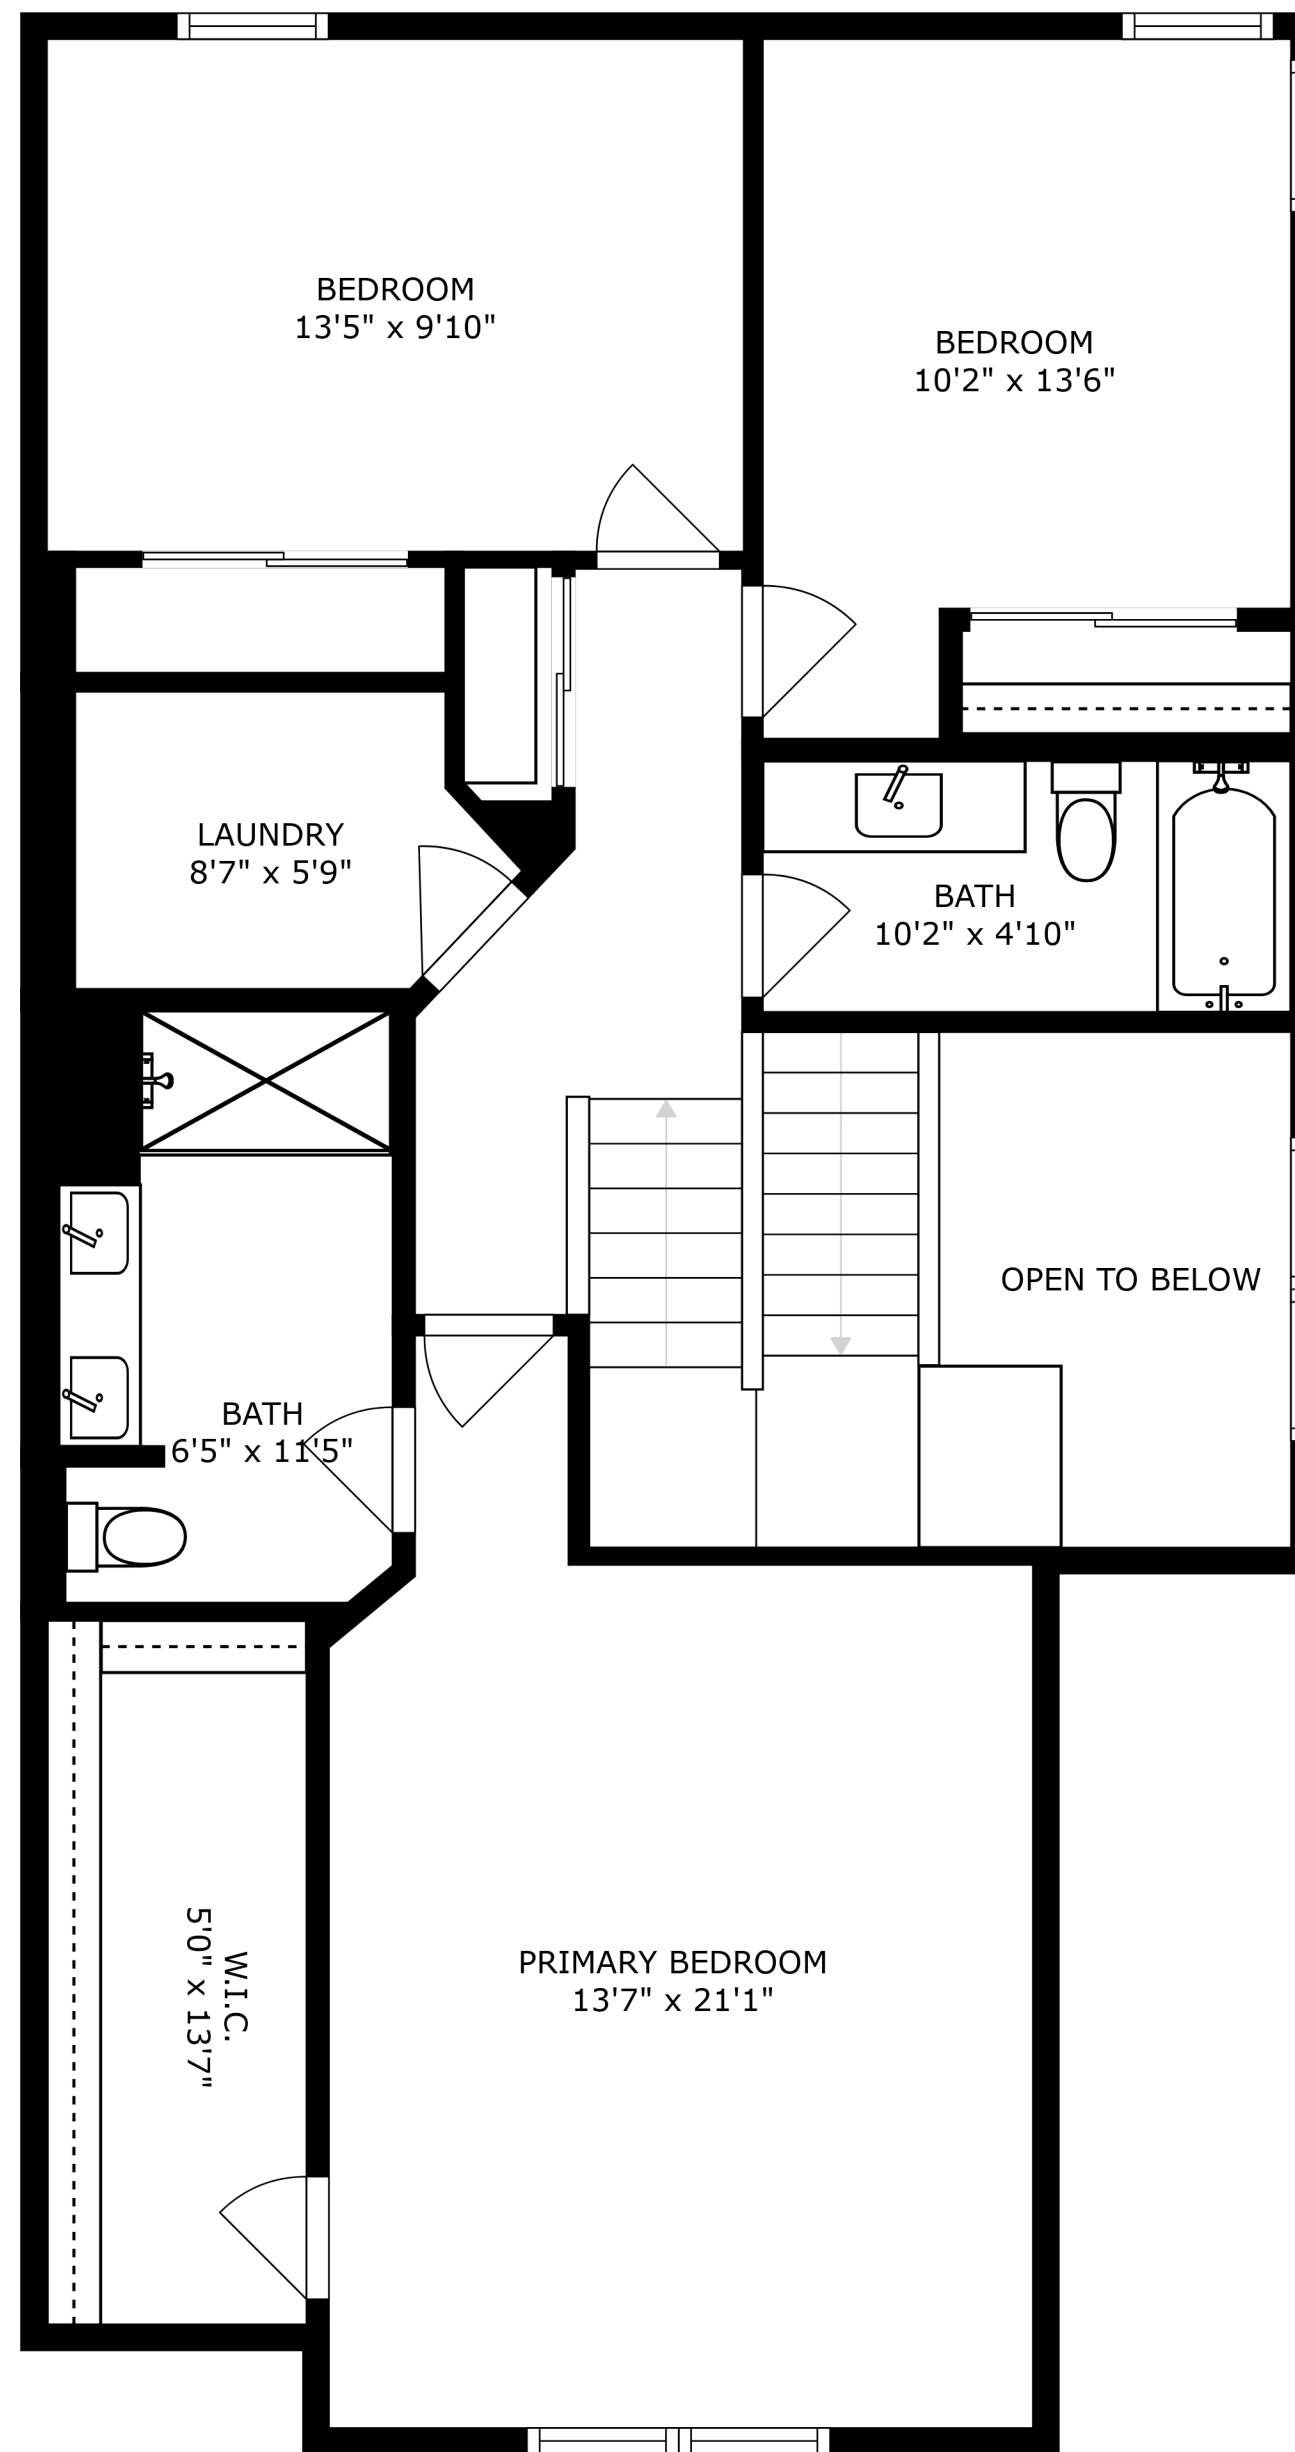 BEDROOM
13'5" x 9'10"
BEDROOM
10'2" x 13'6"
LAUNDRY
8'7" x 5'9"
BATH
10'2" x 4'10"
OPEN TO BELOW
BATH
6'5" x 11'5"
W.I.C.
5'0" x 13'7"
PRIMARY BEDROOM
13'7" x 21'1"